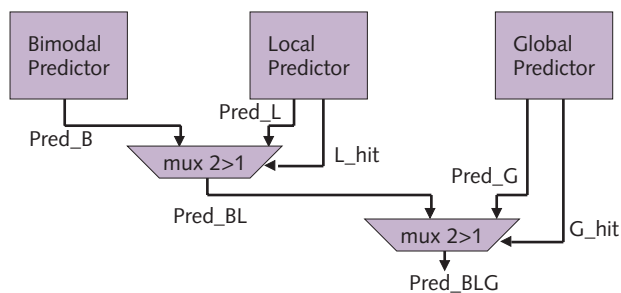 Bimodal
Predictor
Local
Predictor
Global
Predictor
Pred_B
Pred_L
L_hit
mux 2>1
Pred_BL
Pred_G
G_hit
mux 2>1
Pred_BLG